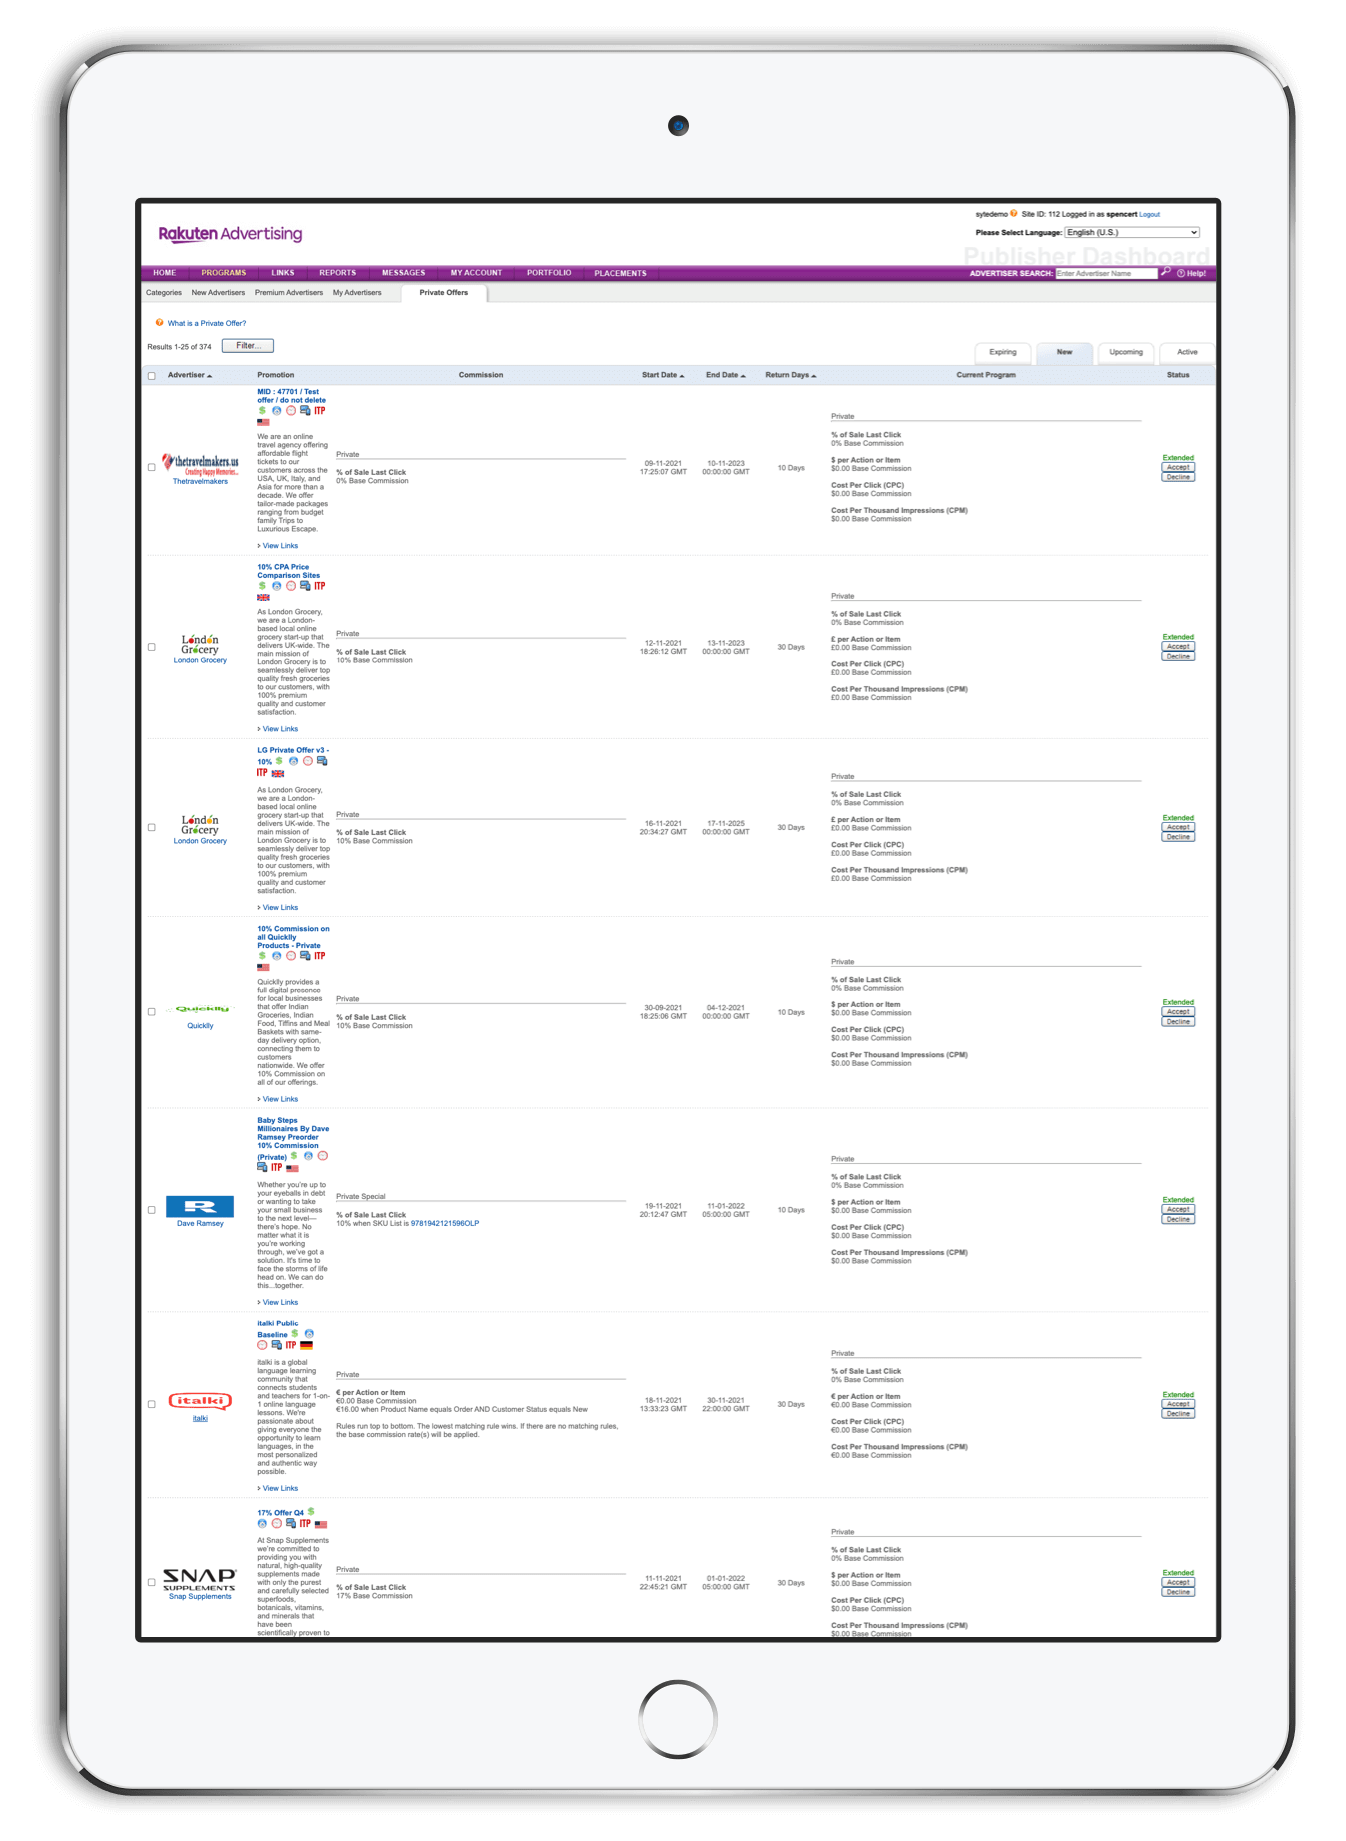 sytedemo Site ID: 112 Logged in as spencert Logout
Rakuten Advertising
Please Select Language: English (U.S.)
Publisher Dashboard
HOME PROGRAMS LINKS REPORTS MESSAGES MY ACCOUNT PORTFOLIO PLACEMENTS ADVERTISER SEARCH: Enter Advertiser Name Help!
Categories New Advertisers Premium Advertisers My Advertisers Private Offers
What is a Private Offer?
Results 1-25 of 374 Filter...
Expiring New Upcoming Active
Advertiser Promotion Commission Start Date End Date Return Days Current Program Status
thetravelmakers.us
Creating Happy Memories...
Thetravelmakers
MID : 47701 / Test
offer / do not delete
$ ITP
We are an online
travel agency offering
affordable flight
tickets to our
customers across the
USA, UK, Italy, and
Asia for more than a
decade. We offer
tailor-made packages
ranging from budget
family Trips to
Luxurious Escape.
> View Links
Private
% of Sale Last Click
0% Base Commission
09-11-2021
17:25:07 GMT
10-11-2023
00:00:00 GMT
10 Days
Private
% of Sale Last Click
0% Base Commission
$ per Action or Item
$0.00 Base Commission
Cost Per Click (CPC)
$0.00 Base Commission
Cost Per Thousand Impressions (CPM)
$0.00 Base Commission
Extended
Accept
Decline
London
Grocery
London Grocery
10% CPA Price
Comparison Sites
$ ITP
As London Grocery,
we are a London-
based local online
grocery start-up that
delivers UK-wide. The
main mission of
London Grocery is to
seamlessly deliver top
quality fresh groceries
to our customers, with
100% premium
quality and customer
satisfaction.
> View Links
Private
% of Sale Last Click
10% Base Commission
12-11-2021
18:26:12 GMT
13-11-2023
00:00:00 GMT
30 Days
Private
% of Sale Last Click
0% Base Commission
£ per Action or Item
£0.00 Base Commission
Cost Per Click (CPC)
£0.00 Base Commission
Cost Per Thousand Impressions (CPM)
£0.00 Base Commission
Extended
Accept
Decline
London
Grocery
London Grocery
LG Private Offer v3 -
10% $
ITP
As London Grocery,
we are a London-
based local online
grocery start-up that
delivers UK-wide. The
main mission of
London Grocery is to
seamlessly deliver top
quality fresh groceries
to our customers, with
100% premium
quality and customer
satisfaction.
> View Links
Private
% of Sale Last Click
10% Base Commission
16-11-2021
20:34:27 GMT
17-11-2025
00:00:00 GMT
30 Days
Private
% of Sale Last Click
0% Base Commission
£ per Action or Item
£0.00 Base Commission
Cost Per Click (CPC)
£0.00 Base Commission
Cost Per Thousand Impressions (CPM)
£0.00 Base Commission
Extended
Accept
Decline
Quicklly
Quicklly
10% Commission on
all Quicklly
Products - Private
$ ITP
Quicklly provides a
full digital presence
for local businesses
that offer Indian
Groceries, Indian
Food, Tiffins and Meal
Baskets with same-
day delivery option,
connecting them to
customers
nationwide. We offer
10% Commission on
all of our offerings.
> View Links
Private
% of Sale Last Click
10% Base Commission
30-09-2021
18:25:06 GMT
04-12-2021
00:00:00 GMT
10 Days
Private
% of Sale Last Click
0% Base Commission
$ per Action or Item
$0.00 Base Commission
Cost Per Click (CPC)
$0.00 Base Commission
Cost Per Thousand Impressions (CPM)
$0.00 Base Commission
Extended
Accept
Decline
R
Dave Ramsey
Baby Steps
Millionaires By Dave
Ramsey Preorder
10% Commission
(Private) $
ITP
Whether you're up to
your eyeballs in debt
or wanting to take
your small business
to the next level—
there's hope. No
matter what it is
you're working
through, we've got a
solution. It's time to
face the storms of life
head on. We can do
this...together.
> View Links
Private Special
% of Sale Last Click
10% when SKU List is 9781942121596OLP
19-11-2021
20:12:47 GMT
11-01-2022
05:00:00 GMT
10 Days
Private
% of Sale Last Click
0% Base Commission
$ per Action or Item
$0.00 Base Commission
Cost Per Click (CPC)
$0.00 Base Commission
Cost Per Thousand Impressions (CPM)
$0.00 Base Commission
Extended
Accept
Decline
italki
italki
italki Public
Baseline $
ITP
italki is a global
language learning
community that
connects students
and teachers for 1-on-
1 online language
lessons. We're
passionate about
giving everyone the
opportunity to learn
languages, in the
most personalized
and authentic way
possible.
> View Links
Private
€ per Action or Item
€0.00 Base Commission
€16.00 when Product Name equals Order AND Customer Status equals New
Rules run top to bottom. The lowest matching rule wins. If there are no matching rules,
the base commission rate(s) will be applied.
18-11-2021
13:33:23 GMT
30-11-2021
22:00:00 GMT
30 Days
Private
% of Sale Last Click
0% Base Commission
€ per Action or Item
€0.00 Base Commission
Cost Per Click (CPC)
€0.00 Base Commission
Cost Per Thousand Impressions (CPM)
€0.00 Base Commission
Extended
Accept
Decline
SNAP
SUPPLEMENTS
Snap Supplements
17% Offer Q4 $
ITP
At Snap Supplements
we're committed to
providing you with
natural, high-quality
supplements made
with only the purest
and carefully selected
superfoods,
botanicals, vitamins,
and minerals that
have been
scientifically proven to
Private
% of Sale Last Click
17% Base Commission
11-11-2021
22:45:21 GMT
01-01-2022
05:00:00 GMT
30 Days
Private
% of Sale Last Click
0% Base Commission
$ per Action or Item
$0.00 Base Commission
Cost Per Click (CPC)
$0.00 Base Commission
Cost Per Thousand Impressions (CPM)
$0.00 Base Commission
Extended
Accept
Decline